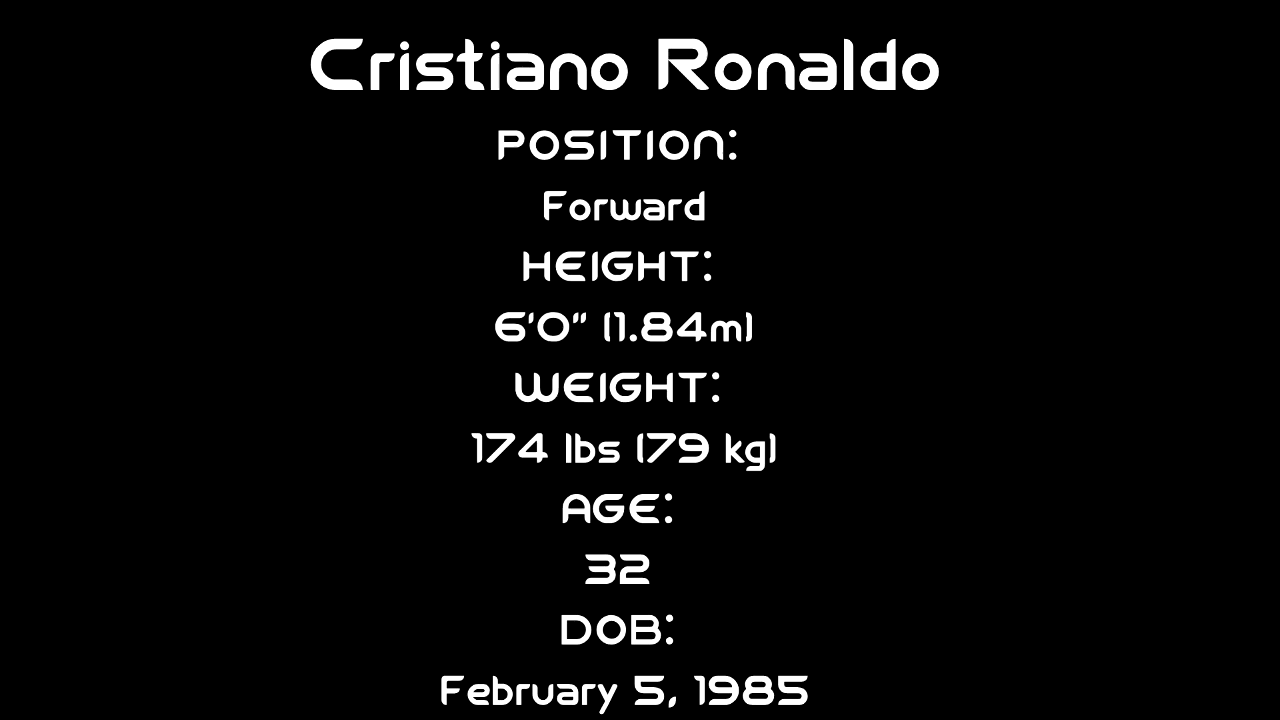 Cristiano Ronaldo
POSITION:
Forward
HEIGHT:
6'0" (1.84m)
WEIGHT:
174 lbs (79 kg)
AGE:
32
DOB:
February 5, 1985